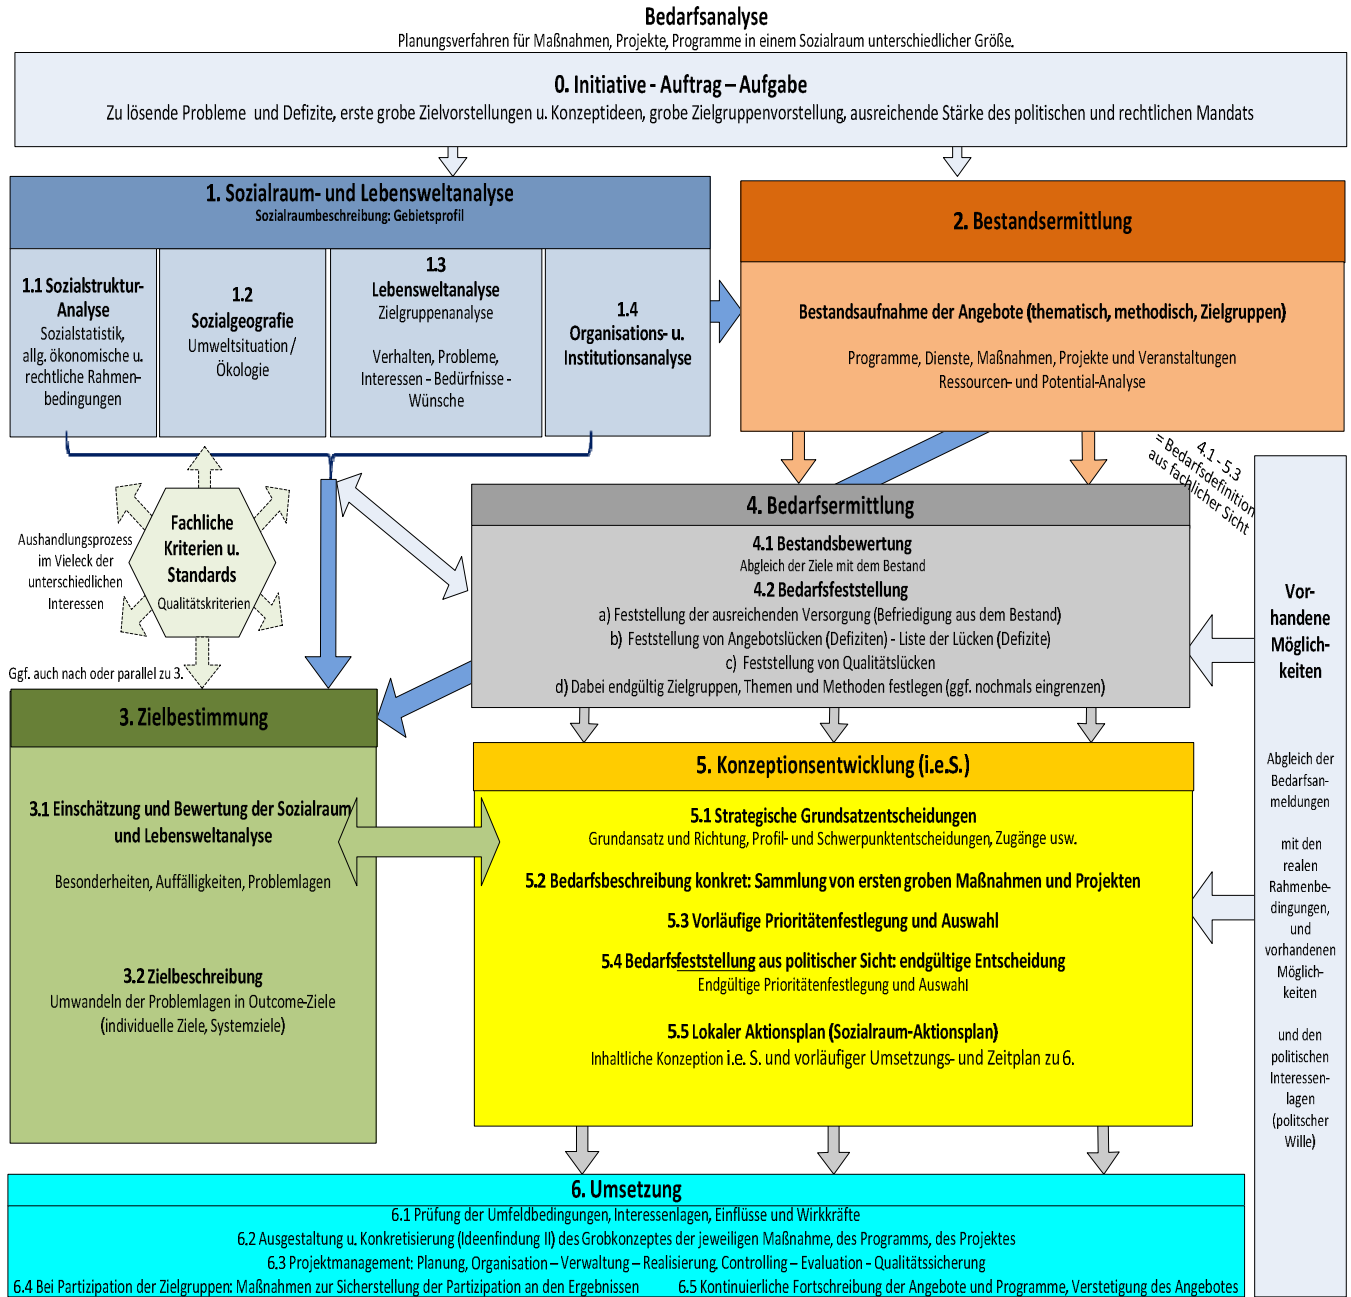 Bedarfsanalyse
Planungsverfahren für Maßnahmen, Projekte, Programme in einem Sozialraum unterschiedlicher Größe.
0. Initiative - Auftrag – Aufgabe
Zu lösende Probleme und Defizite, erste grobe Zielvorstellungen u. Konzeptideen, grobe Zielgruppenvorstellung, ausreichende Stärke des politischen und rechtlichen Mandats
1. Sozialraum- und Lebensweltanalyse
Sozialraumbeschreibung: Gebietsprofil
1.1 Sozialstruktur-
Analyse
Sozialstatistik,
allg. ökonomische u.
rechtliche Rahmen-
bedingungen
1.2
Sozialgeografie
Umweltsituation /
Ökologie
1.3
Lebensweltanalyse
Zielgruppenanalyse
Verhalten, Probleme,
Interessen - Bedürfnisse -
Wünsche
1.4
Organisations- u.
Institutionsanalyse
2. Bestandsermittlung
Bestandsaufnahme der Angebote (thematisch, methodisch, Zielgruppen)
Programme, Dienste, Maßnahmen, Projekte und Veranstaltungen
Ressourcen- und Potential-Analyse
4.1 - 5.3
= Bedarfsdefinition
aus fachlicher Sicht
Fachliche
Kriterien u.
Standards
Qualitätskriterien
Aushandlungsprozess
im Vieleck der
unterschiedlichen
Interessen
Ggf. auch nach oder parallel zu 3.
3. Zielbestimmung
3.1 Einschätzung und Bewertung der Sozialraum
und Lebensweltanalyse
Besonderheiten, Auffälligkeiten, Problemlagen
3.2 Zielbeschreibung
Umwandeln der Problemlagen in Outcome-Ziele
(individuelle Ziele, Systemziele)
4. Bedarfsermittlung
4.1 Bestandsbewertung
Abgleich der Ziele mit dem Bestand
4.2 Bedarfsfeststellung
a) Feststellung der ausreichenden Versorgung (Befriedigung aus dem Bestand)
b) Feststellung von Angebotslücken (Defiziten) - Liste der Lücken (Defizite)
c) Feststellung von Qualitätslücken
d) Dabei endgültig Zielgruppen, Themen und Methoden festlegen (ggf. nochmals eingrenzen)
5. Konzeptionsentwicklung (i.e.S.)
5.1 Strategische Grundsatzentscheidungen
Grundansatz und Richtung, Profil- und Schwerpunktentscheidungen, Zugänge usw.
5.2 Bedarfsbeschreibung konkret: Sammlung von ersten groben Maßnahmen und Projekten
5.3 Vorläufige Prioritätenfestlegung und Auswahl
5.4 Bedarfsfeststellung aus politischer Sicht: endgültige Entscheidung
Endgültige Prioritätenfestlegung und Auswahl
5.5 Lokaler Aktionsplan (Sozialraum-Aktionsplan)
Inhaltliche Konzeption i.e. S. und vorläufiger Umsetzungs- und Zeitplan zu 6.
Vor-
handene
Möglich-
keiten
Abgleich der
Bedarfsan-
meldungen
mit den
realen
Rahmenbe-
dingungen,
und
vorhandenen
Möglich-
keiten
und den
politischen
Interessen-
lagen
(politscher
Wille)
6. Umsetzung
6.1 Prüfung der Umfeldbedingungen, Interessenlagen, Einflüsse und Wirkkräfte
6.2 Ausgestaltung u. Konkretisierung (Ideenfindung II) des Grobkonzeptes der jeweiligen Maßnahme, des Programms, des Projektes
6.3 Projektmanagement: Planung, Organisation – Verwaltung – Realisierung, Controlling – Evaluation - Qualitätssicherung
6.4 Bei Partizipation der Zielgruppen: Maßnahmen zur Sicherstellung der Partizipation an den Ergebnissen
6.5 Kontinuierliche Fortschreibung der Angebote und Programme, Verstetigung des Angebotes